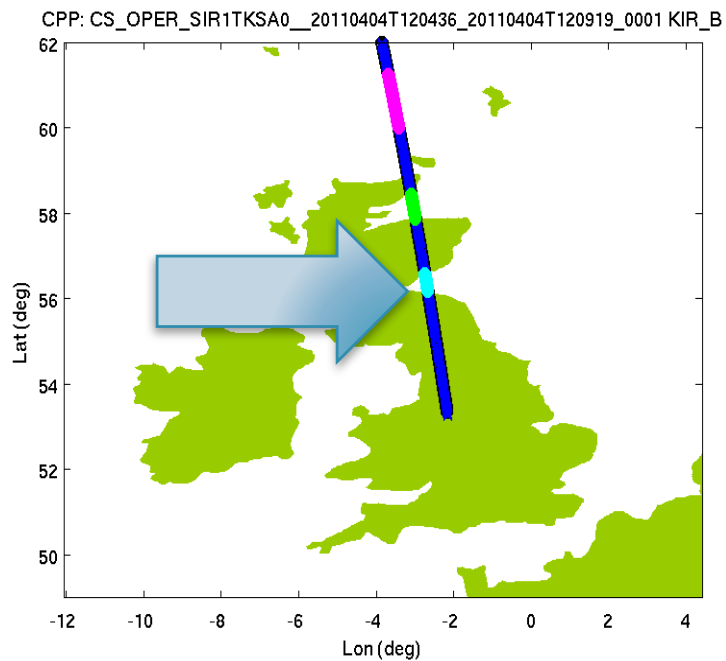 CPP: CS_OPER_SIR1TKSA0__20110404T120436_20110404T120919_0001 KIR_B
62
60
58
56
54
52
50
Lat (deg)
-12 -10 -8 -6 -4 -2 0 2 4
Lon (deg)